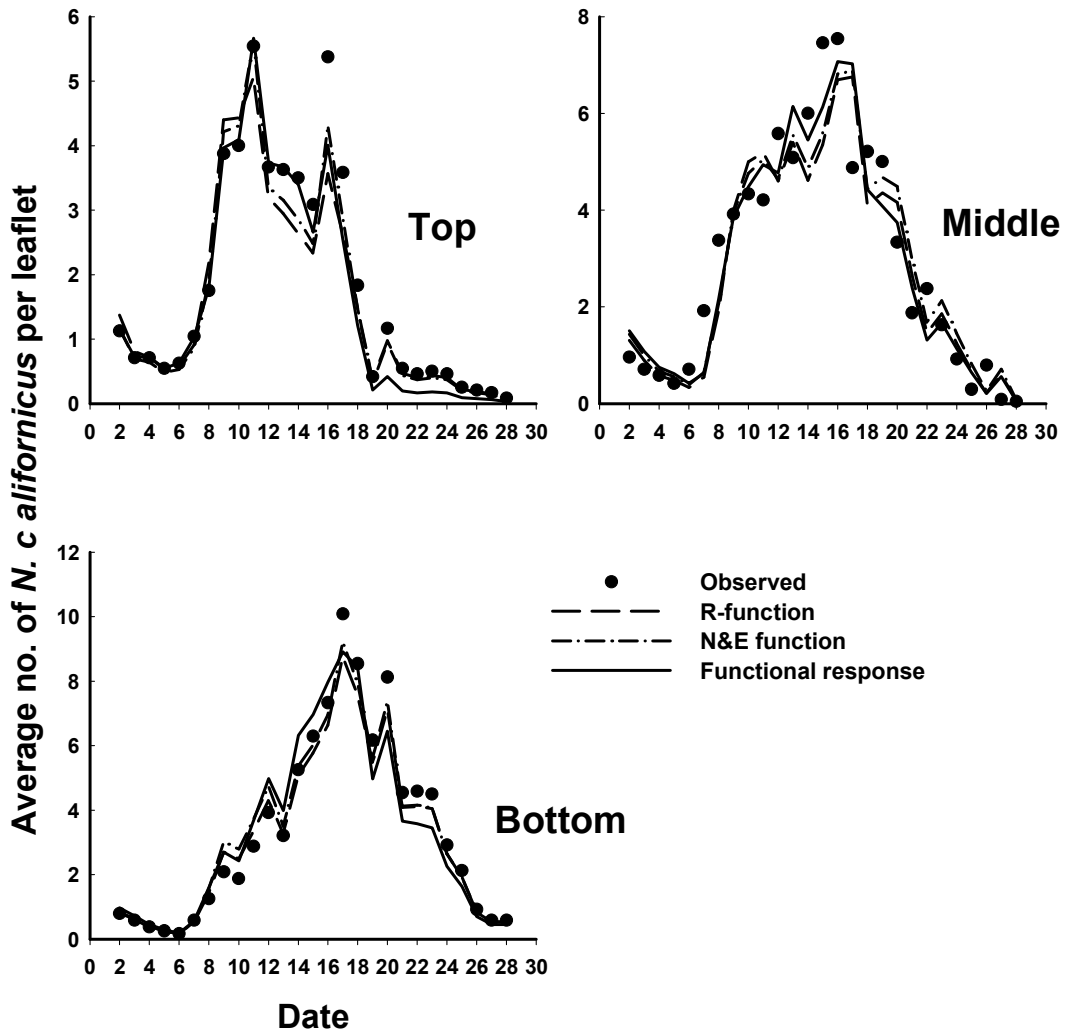 Average no. of N. c aliforn​icus per leaflet
6
5
4
3
2
1
0
0 2 4 6 8 10 12 14 16 18 20 22 24 26 28 30
Top
8
6
4
2
0
0 2 4 6 8 10 12 14 16 18 20 22 24 26 28 30
Middle
12
10
8
6
4
2
0
0 2 4 6 8 10 12 14 16 18 20 22 24 26 28 30
Bottom
Observed
R-function
N&E function
Functional response
Date